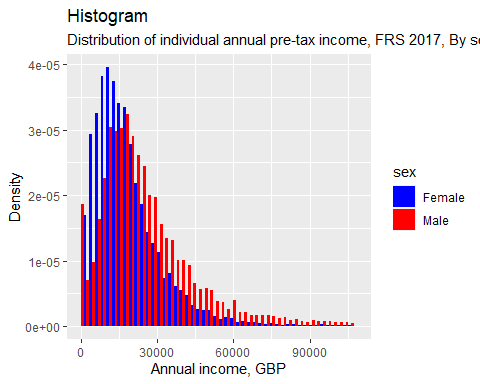 Histogram
Distribution of individual annual pre-tax income, FRS 2017, By se
4e-05
3e-05
2e-05
1e-05
0e+00
Density
0 30000 60000 90000
Annual income, GBP
sex
Female
Male